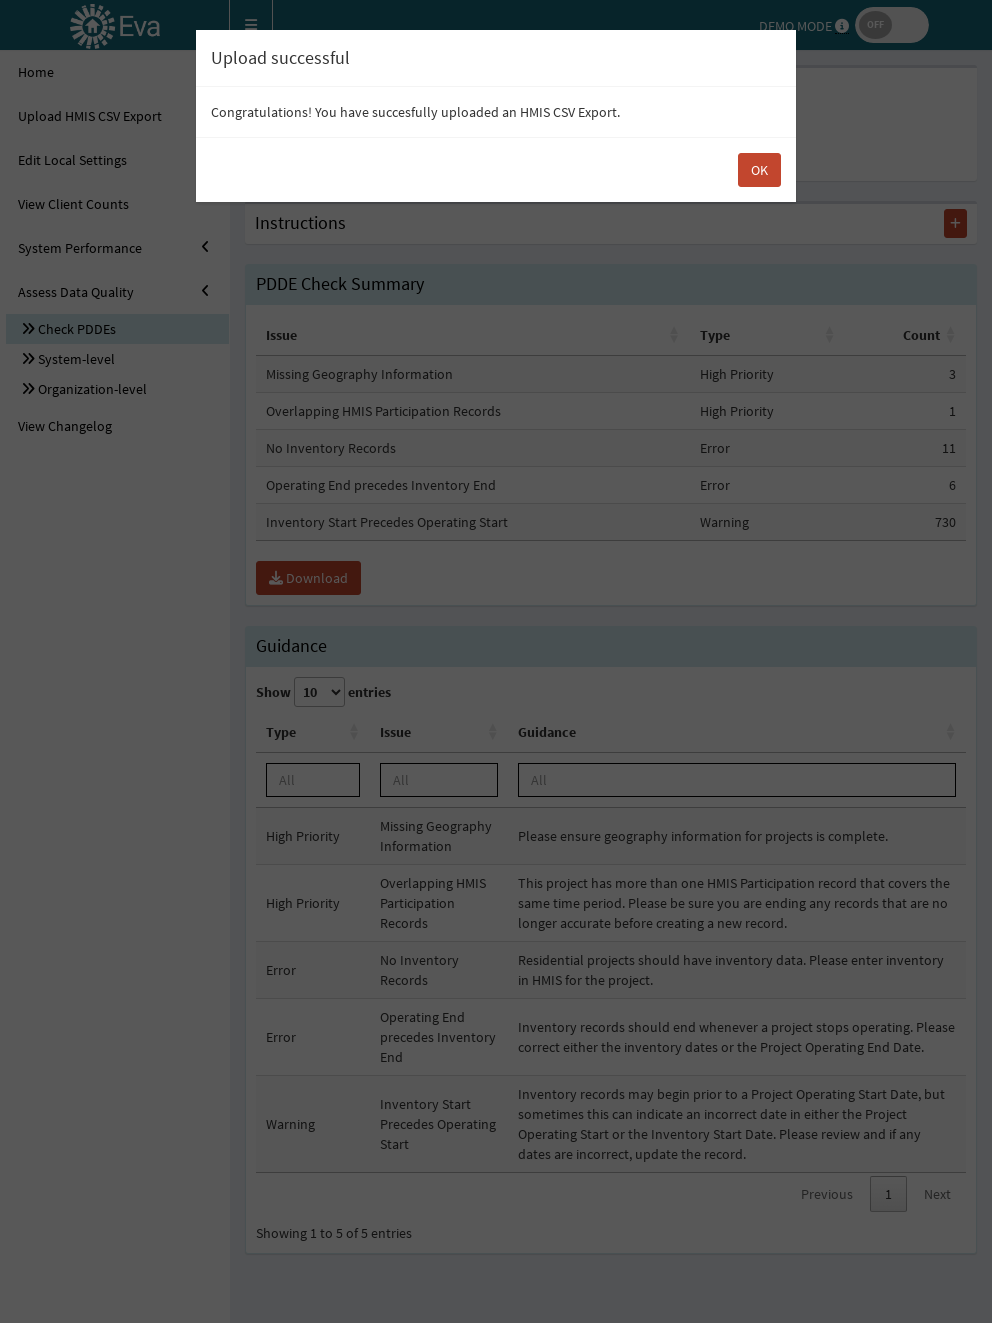 Eva
DEMO MODE
OFF
Upload successful
Congratulations! You have succesfully uploaded an HMIS CSV Export.
OK
Home
Upload HMIS CSV Export
Edit Local Settings
View Client Counts
System Performance
Assess Data Quality
Check PDDEs
System-level
Organization-level
View Changelog
Instructions
+
PDDE Check Summary
Issue Type Count
Missing Geography Information High Priority 3
Overlapping HMIS Participation Records High Priority 1
No Inventory Records Error 11
Operating End precedes Inventory End Error 6
Inventory Start Precedes Operating Start Warning 730
Download
Guidance
Show 10 entries
Type Issue Guidance
All All All
High Priority
Missing Geography
Information
Please ensure geography information for projects is complete.
High Priority
Overlapping HMIS
Participation
Records
This project has more than one HMIS Participation record that covers the
same time period. Please be sure you are ending any records that are no
longer accurate before creating a new record.
Error
No Inventory
Records
Residential projects should have inventory data. Please enter inventory
in HMIS for the project.
Error
Operating End
precedes Inventory
End
Inventory records should end whenever a project stops operating. Please
correct either the inventory dates or the Project Operating End Date.
Warning
Inventory Start
Precedes Operating
Start
Inventory records may begin prior to a Project Operating Start Date, but
sometimes this can indicate an incorrect date in either the Project
Operating Start or the Inventory Start Date. Please review and if any
dates are incorrect, update the record.
Previous 1 Next
Showing 1 to 5 of 5 entries